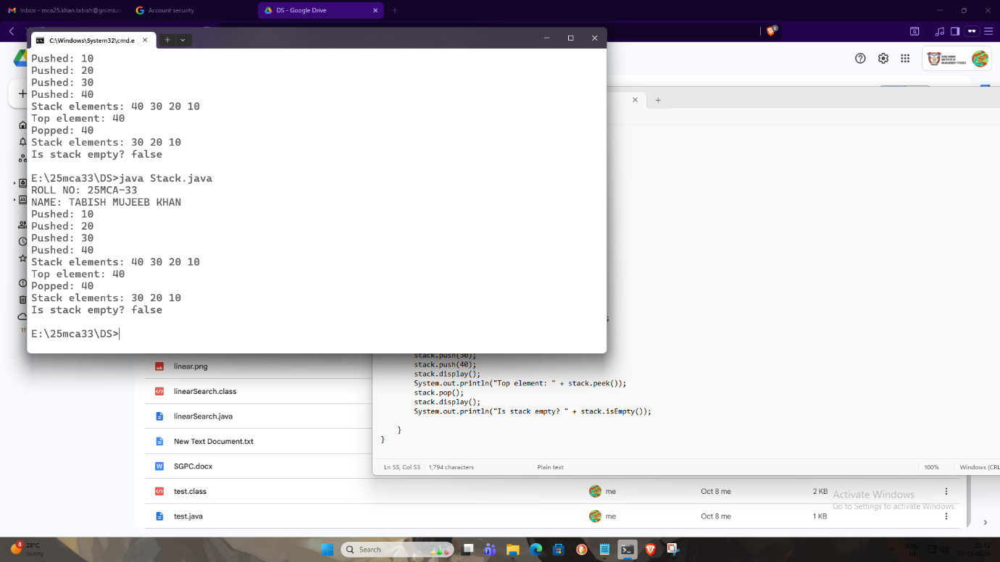 Inbox - mca25.khan.tabish@gnims.c
Account security
DS - Google Drive
C:\Windows\System32\cmd.e
Pushed: 10
Pushed: 20
Pushed: 30
Pushed: 40
Stack elements: 40 30 20 10
Top element: 40
Popped: 40
Stack elements: 30 20 10
Is stack empty? false
E:\25mca33\DS>java Stack.java
ROLL NO: 25MCA-33
NAME: TABISH MUJEEB KHAN
Pushed: 10
Pushed: 20
Pushed: 30
Pushed: 40
Stack elements: 40 30 20 10
Top element: 40
Popped: 40
Stack elements: 30 20 10
Is stack empty? false
E:\25mca33\DS>
stack.push(30);
stack.push(40);
stack.display();
System.out.println("Top element: " + stack.peek());
stack.pop();
stack.display();
System.out.println("Is stack empty? " + stack.isEmpty());
}
}
Ln 55, Col 53 1,794 characters Plain text 100% Windows (CRL
linear.png
linearSearch.class
linearSearch.java
New Text Document.txt
SGPC.docx
test.class me Oct 8 me 2 KB
test.java me Oct 8 me 1 KB
Activate Windows
Go to Settings to activate Windows.
8
28°C
Sunny
Search
ENG
IN
11:41
07-11-2025